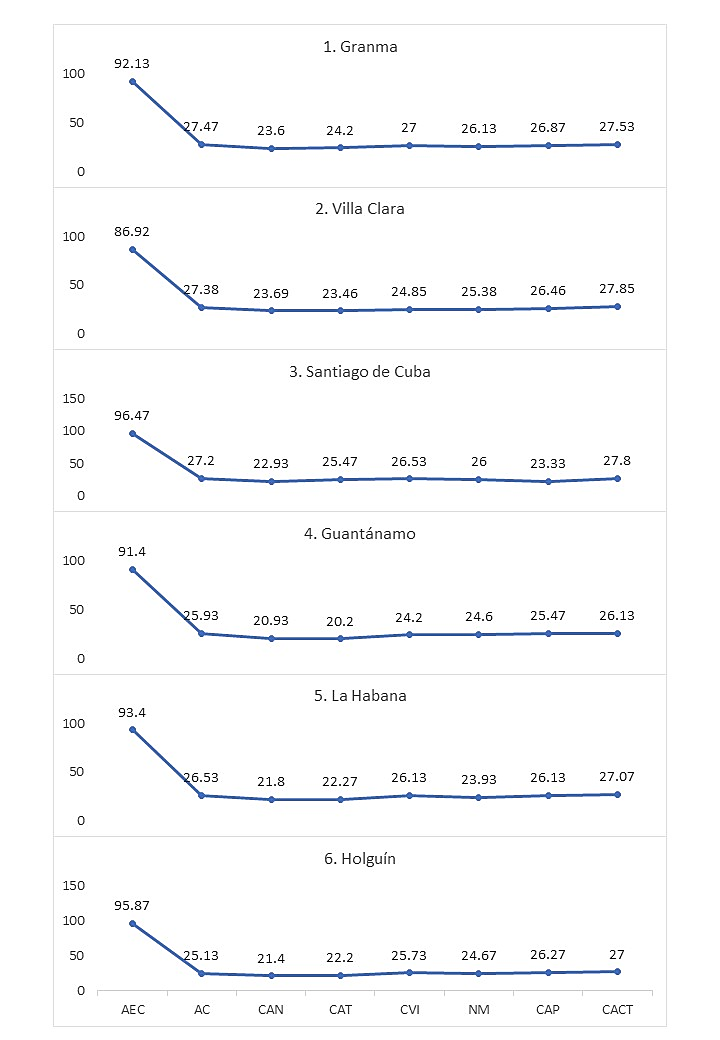 1. Granma
92.13
100
27.47 23.6 24.2 27 26.13 26.87 27.53
50
0
2. Villa Clara
86.92
100
27.38 23.69 23.46 24.85 25.38 26.46 27.85
50
0
3. Santiago de Cuba
150
96.47
100
27.2 22.93 25.47 26.53 26 23.33 27.8
50
0
4. Guantánamo
91.4
100
25.93 20.93 20.2 24.2 24.6 25.47 26.13
50
0
5. La Habana
93.4
100
26.53 21.8 22.27 26.13 23.93 26.13 27.07
50
0
6. Holguín
150
95.87
100
25.13 21.4 22.2 25.73 24.67 26.27 27
50
0
AEC AC CAN CAT CVI NM CAP CACT